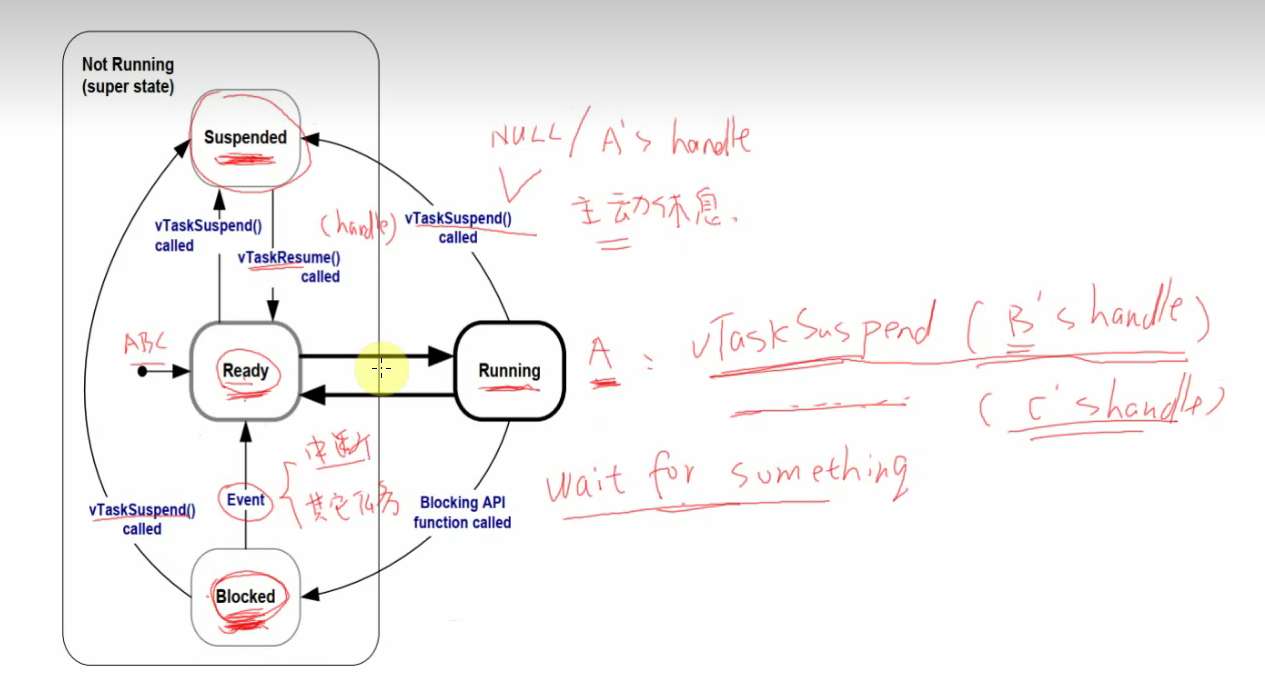 Not Running
(super state)
Suspended
NULL / A's handle
主动休息.
vTaskSuspend()
called
(handle)
vTaskSuspend()
called
vTaskResume()
called
ABC
Ready
Running
A : vTaskSuspend ( B's handle )
( C's handle )
wait for sumething
中断
其它任务
Event
vTaskSuspend()
called
Blocking API
function called
Blocked